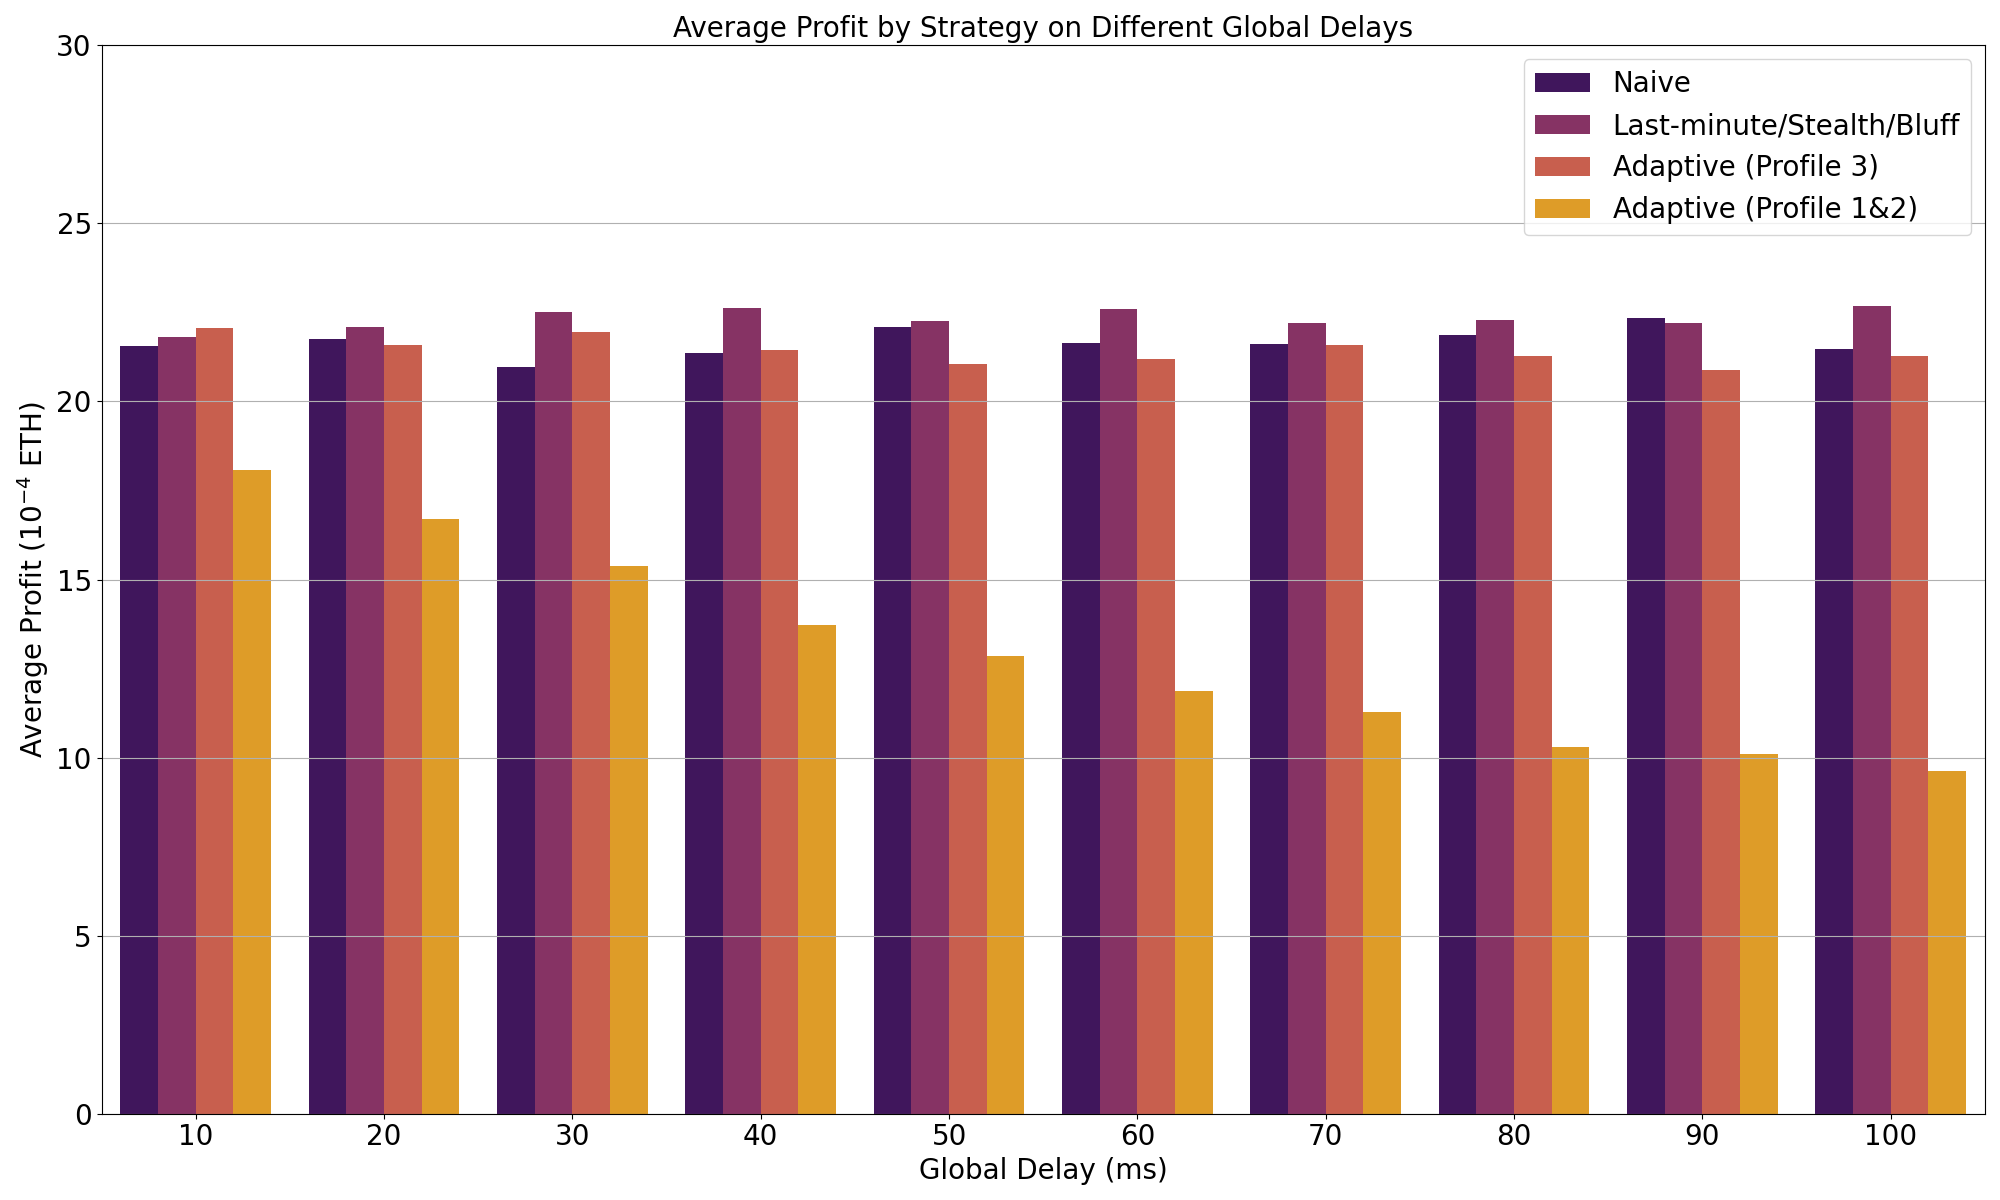 Average Profit by Strategy on Different Global Delays
30
25
20
15
10
5
0
Average Profit (10⁻⁴ ETH)
Naive
Last-minute/Stealth/Bluff
Adaptive (Profile 3)
Adaptive (Profile 1&2)
10 20 30 40 50 60 70 80 90 100
Global Delay (ms)